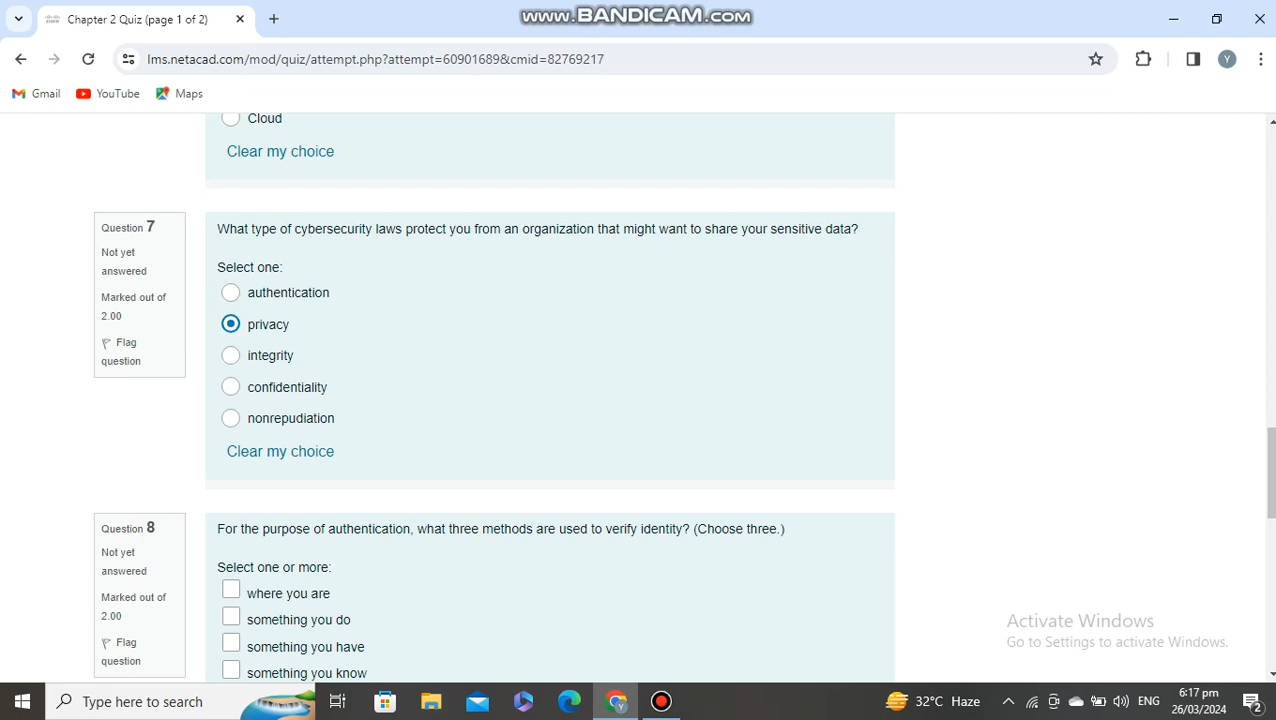 Chapter 2 Quiz (page 1 of 2)
www.BANDICAM.com
lms.netacad.com/mod/quiz/attempt.php?attempt=60901689&cmid=82769217
Y
Gmail
YouTube
Maps
Cloud
Clear my choice
Question 7
Not yet
answered
Marked out of
2.00
Flag
question
What type of cybersecurity laws protect you from an organization that might want to share your sensitive data?
Select one:
authentication
privacy
integrity
confidentiality
nonrepudiation
Clear my choice
Question 8
Not yet
answered
Marked out of
2.00
Flag
question
For the purpose of authentication, what three methods are used to verify identity? (Choose three.)
Select one or more:
where you are
something you do
something you have
something you know
Activate Windows
Go to Settings to activate Windows.
Type here to search
32°C Haze
ENG
6:17 pm
26/03/2024
2